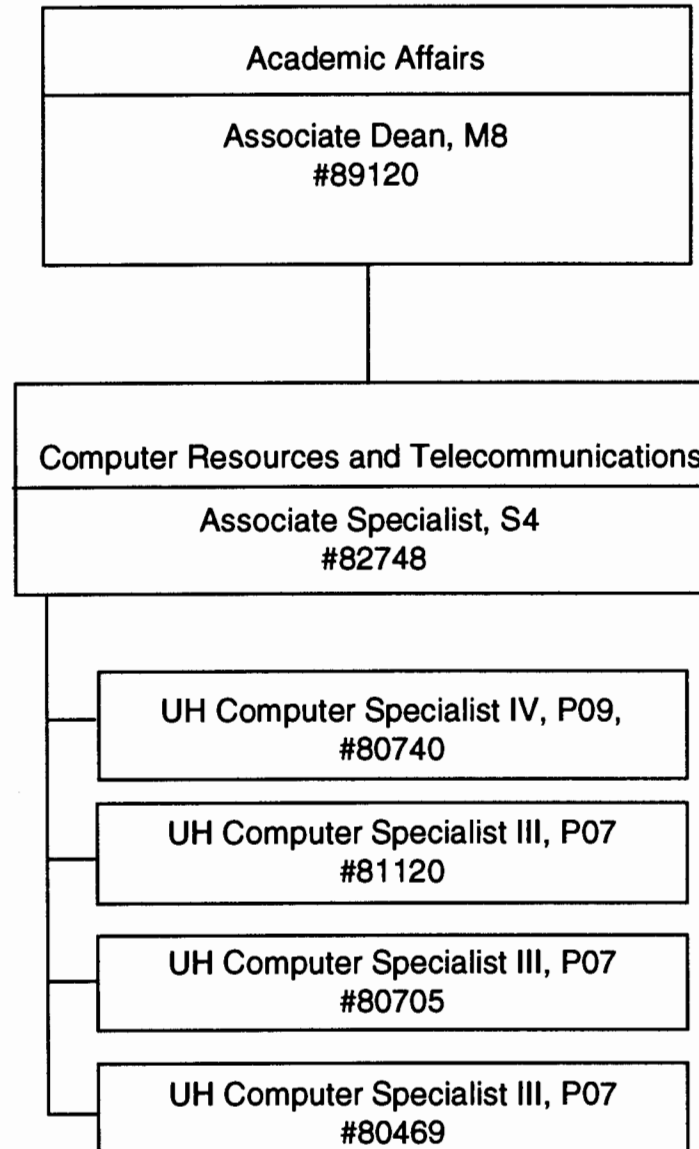 Academic Affairs
Associate Dean, M8
#89120
Computer Resources and Telecommunications
Associate Specialist, S4
#82748
UH Computer Specialist IV, P09,
#80740
UH Computer Specialist III, P07
#81120
UH Computer Specialist III, P07
#80705
UH Computer Specialist III, P07
#80469